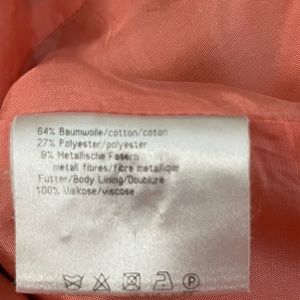 64% Baumwolle/cotton/coton
27% Polyester/polyester
9% Metallische Fasern
metall fibres/fibre metallique
Futter/Body Lining/Doublure
100% Viskose/viscose
P